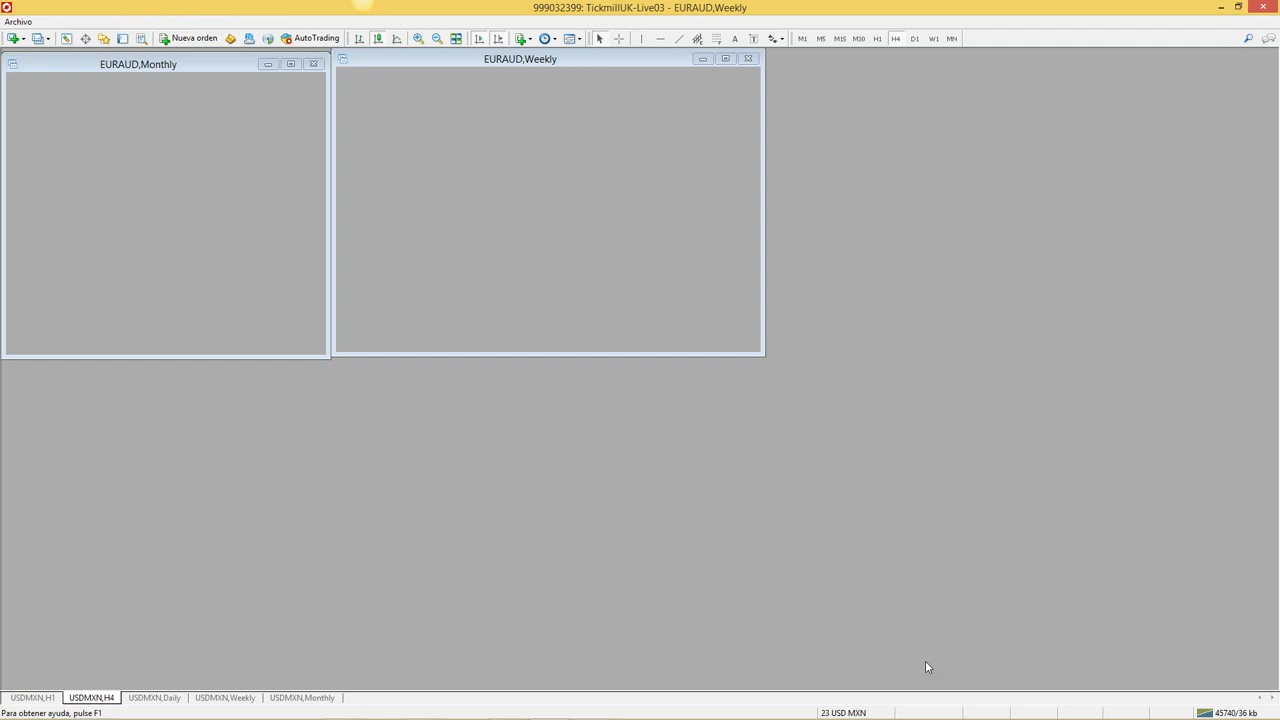 999032399: TickmillUK-Live03 - EURAUD,Weekly
Archivo
Nueva orden AutoTrading A T M1 M5 M15 M30 H1 H4 D1 W1 MN
EURAUD,Monthly
EURAUD,Weekly
USDMXN,H1 USDMXN,H4 USDMXN,Daily USDMXN,Weekly USDMXN,Monthly
Para obtener ayuda, pulse F1 23 USD MXN 45740/36 kb